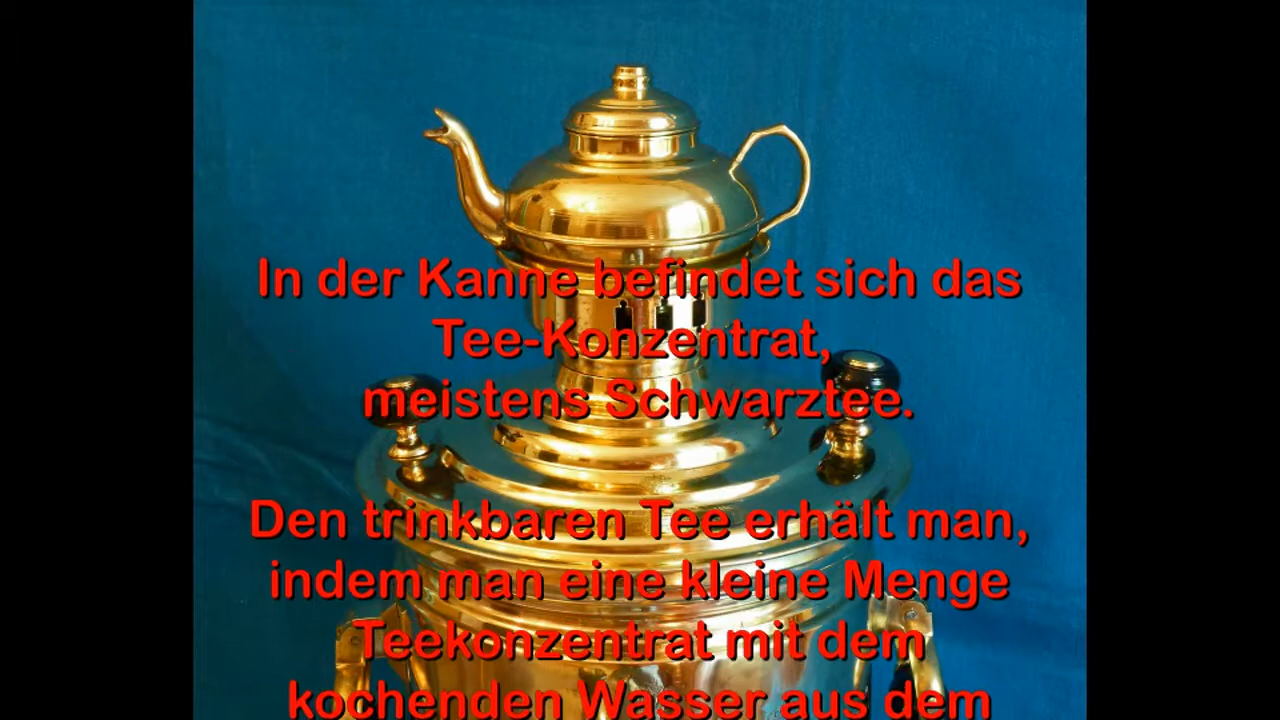 In der Kanne befindet sich das
Tee-Konzentrat,
meistens Schwarztee.
Den trinkbaren Tee erhält man,
indem man eine kleine Menge
Teekonzentrat mit dem
kochenden Wasser aus dem